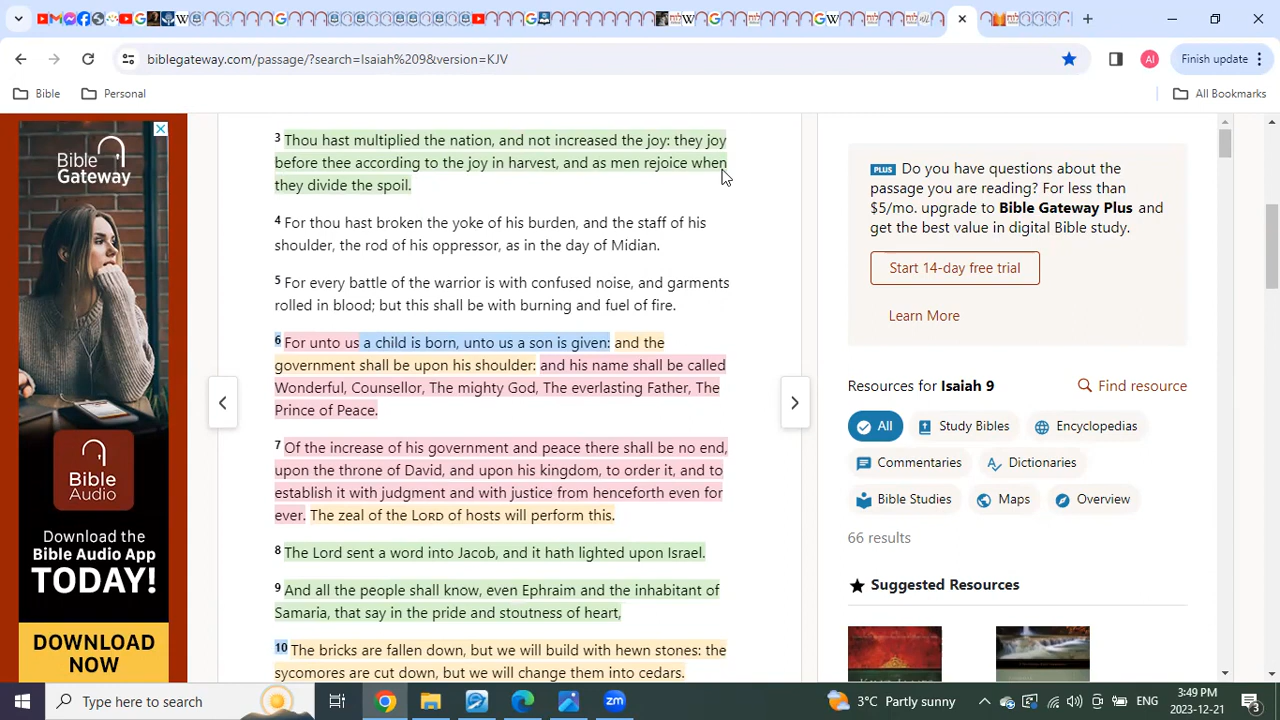 biblegateway.com/passage/?search=Isaiah%209&version=KJV
AI
Finish update
Bible
Personal
All Bookmarks
Bible
Gateway
Bible
Audio
Download the
Bible Audio App
TODAY!
DOWNLOAD
NOW
3 Thou hast multiplied the nation, and not increased the joy: they joy
before thee according to the joy in harvest, and as men rejoice when
they divide the spoil.
4 For thou hast broken the yoke of his burden, and the staff of his
shoulder, the rod of his oppressor, as in the day of Midian.
5 For every battle of the warrior is with confused noise, and garments
rolled in blood; but this shall be with burning and fuel of fire.
6 For unto us a child is born, unto us a son is given: and the
government shall be upon his shoulder: and his name shall be called
Wonderful, Counsellor, The mighty God, The everlasting Father, The
Prince of Peace.
7 Of the increase of his government and peace there shall be no end,
upon the throne of David, and upon his kingdom, to order it, and to
establish it with judgment and with justice from henceforth even for
ever. The zeal of the LORD of hosts will perform this.
8 The Lord sent a word into Jacob, and it hath lighted upon Israel.
9 And all the people shall know, even Ephraim and the inhabitant of
Samaria, that say in the pride and stoutness of heart,
10 The bricks are fallen down, but we will build with hewn stones: the
sycomores are cut down, but we will change them into cedars.
PLUS Do you have questions about the
passage you are reading? For less than
$5/mo. upgrade to Bible Gateway Plus and
get the best value in digital Bible study.
Start 14-day free trial
Learn More
Resources for Isaiah 9
Find resource
All
Study Bibles
Encyclopedias
Commentaries
Dictionaries
Bible Studies
Maps
Overview
66 results
Suggested Resources
Type here to search
3°C Partly sunny
ENG
3:49 PM
2023-12-21
3